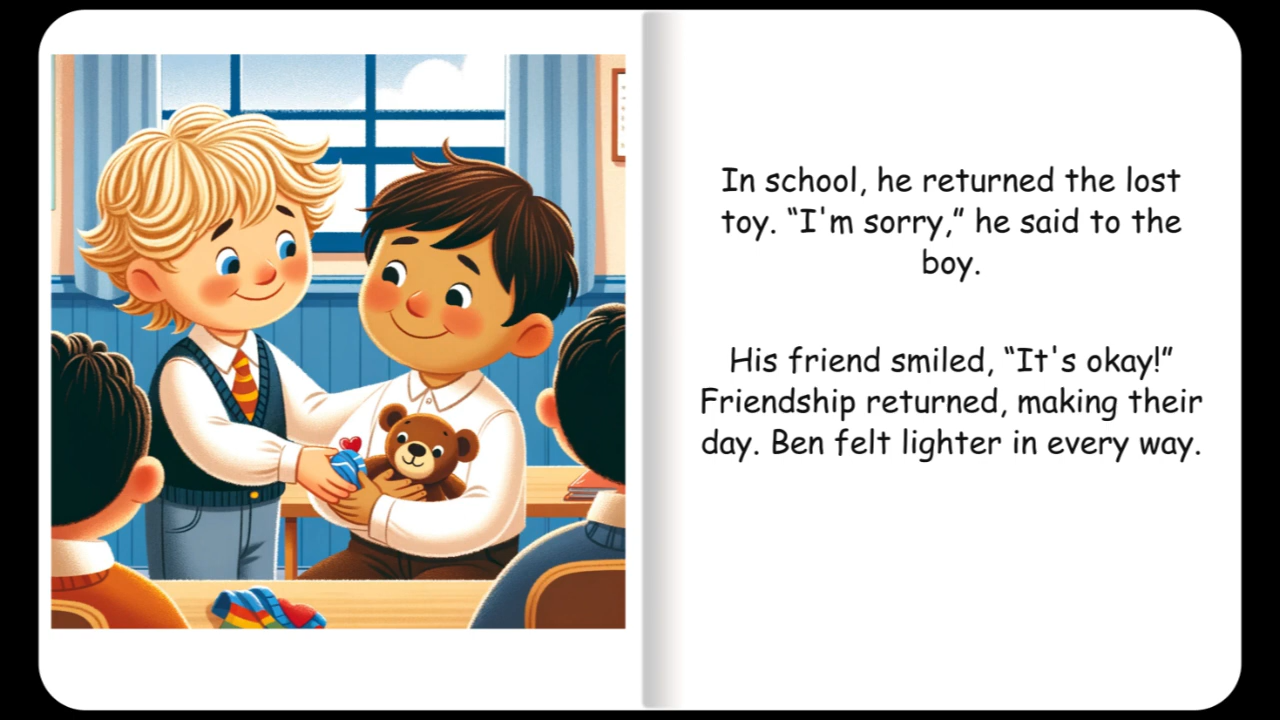 In school, he returned the lost
toy. “I'm sorry,” he said to the
boy.
His friend smiled, “It's okay!”
Friendship returned, making their
day. Ben felt lighter in every way.